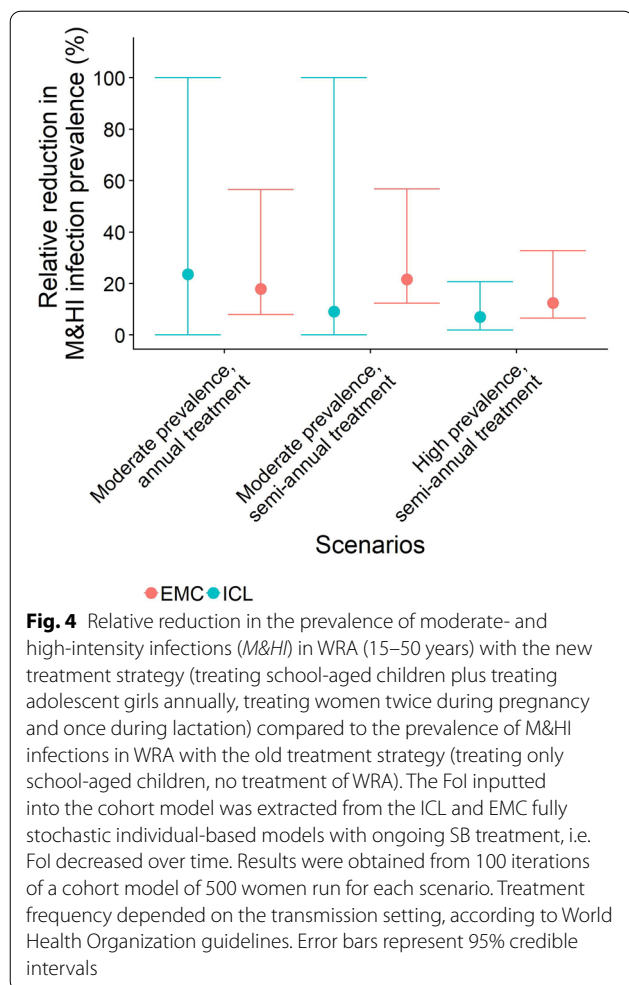 Relative reduction in
M&HI infection prevalence (%)
100
80
60
40
20
0
Moderate prevalence,
annual treatment
Moderate prevalence,
semi-annual treatment
High prevalence,
semi-annual treatment
Scenarios
EMC ICL
Fig. 4 Relative reduction in the prevalence of moderate- and
high-intensity infections (M&HI) in WRA (15–50 years) with the new
treatment strategy (treating school-aged children plus treating
adolescent girls annually, treating women twice during pregnancy
and once during lactation) compared to the prevalence of M&HI
infections in WRA with the old treatment strategy (treating only
school-aged children, no treatment of WRA). The FoI inputted
into the cohort model was extracted from the ICL and EMC fully
stochastic individual-based models with ongoing SB treatment, i.e.
FoI decreased over time. Results were obtained from 100 iterations
of a cohort model of 500 women run for each scenario. Treatment
frequency depended on the transmission setting, according to World
Health Organization guidelines. Error bars represent 95% credible
intervals